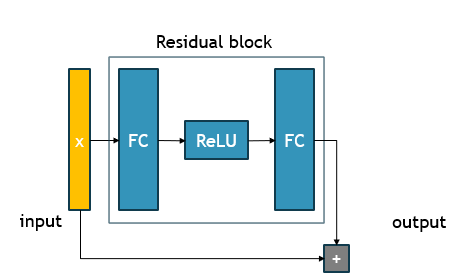 Residual block
x
FC
ReLU
FC
input
output
+